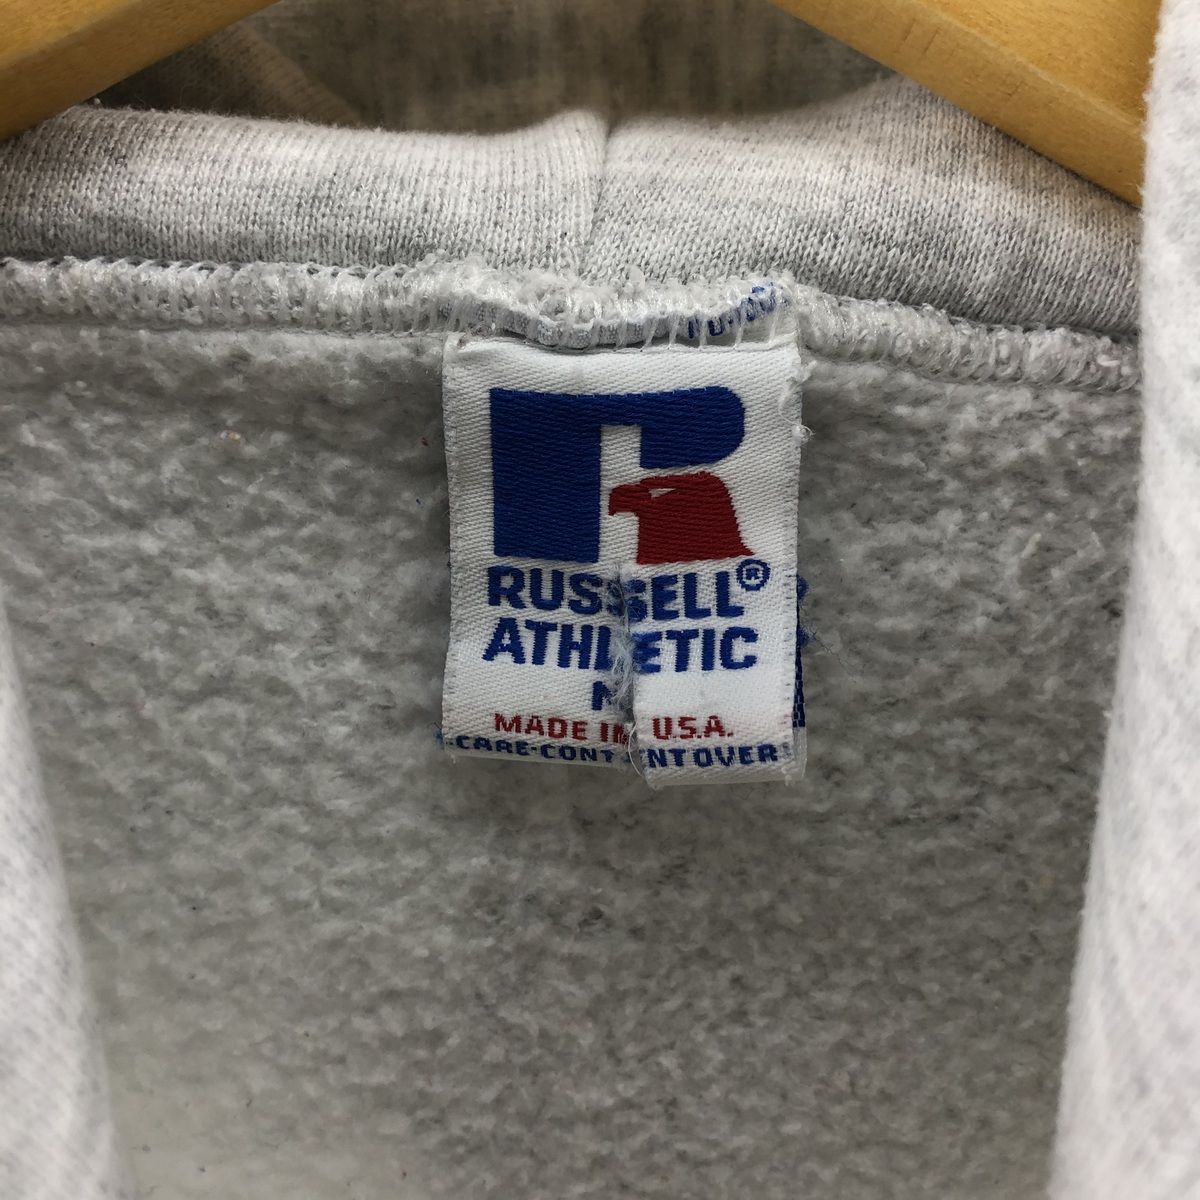 RUSSELL®
ATHLETIC
M
MADE IN U.S.A.
-CARE-CONTENT OVER